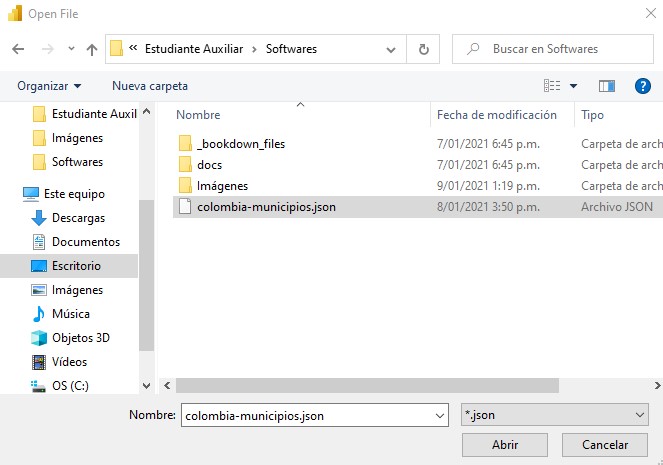 Open File
Estudiante Auxiliar > Softwares
Buscar en Softwares
Organizar
Nueva carpeta
Estudiante Auxil
Imágenes
Softwares
Este equipo
Descargas
Documentos
Escritorio
Imágenes
Música
Objetos 3D
Vídeos
OS (C:)
Nombre Fecha de modificación Tipo
_bookdown_files 7/01/2021 6:45 p.m. Carpeta de arch
docs 7/01/2021 6:45 p.m. Carpeta de arch
Imágenes 9/01/2021 1:19 p.m. Carpeta de arch
colombia-municipios.json 8/01/2021 3:50 p.m. Archivo JSON
Nombre: colombia-municipios.json *.json
Abrir Cancelar